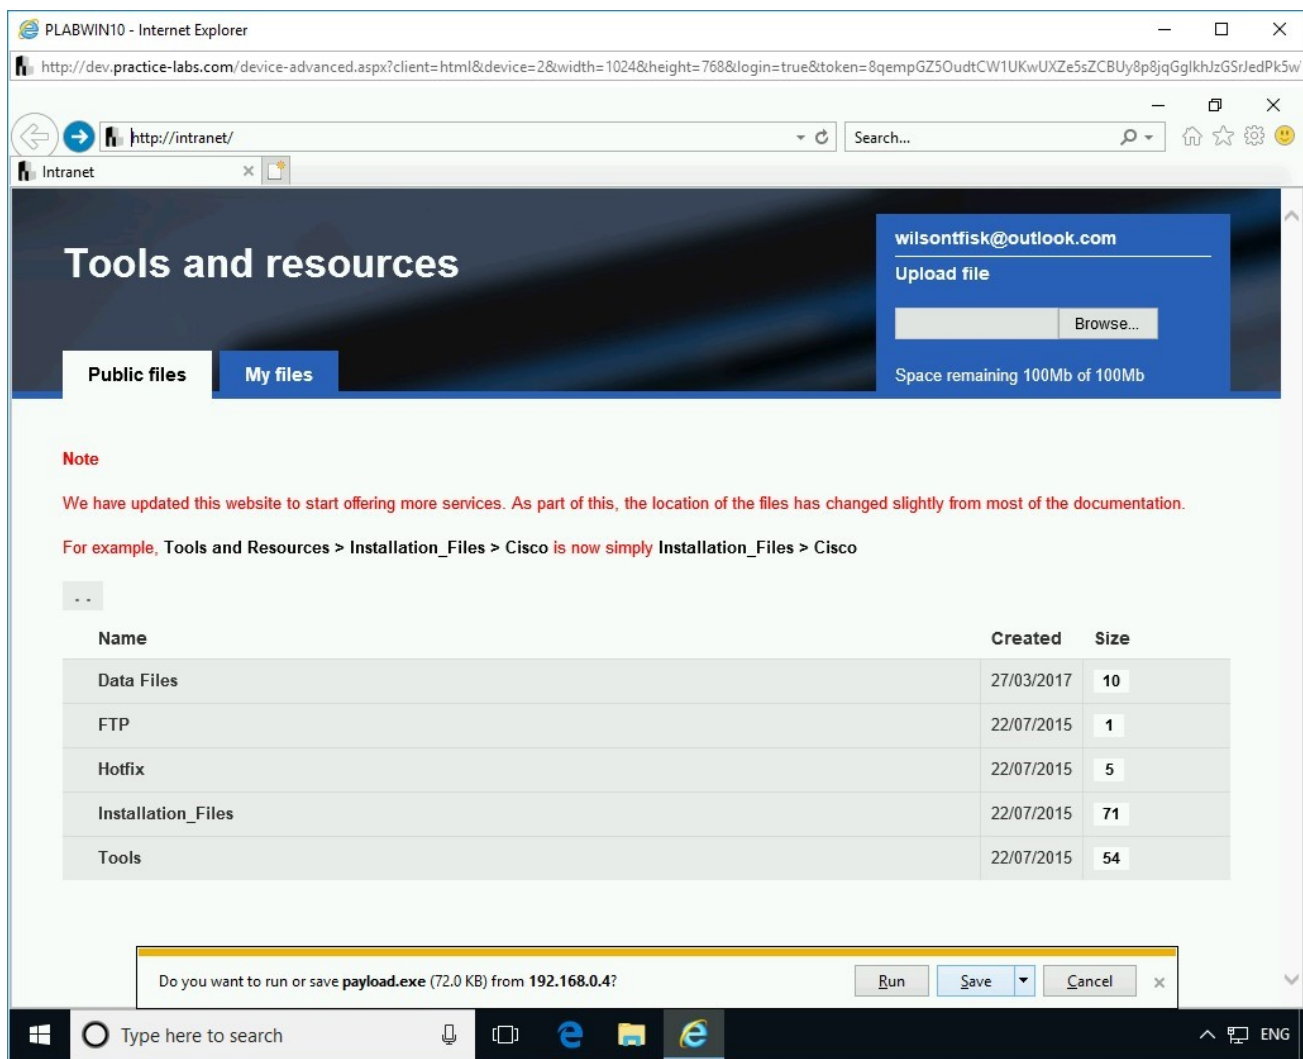 PLABWIN10 - Internet Explorer
http://dev.practice-labs.com/device-advanced.aspx?client=html&device=2&width=1024&height=768&login=true&token=8qempGZ5OudtCW1UKwUXZe5sZCBUy8p8jqGglkhJzGSrJedPk5w
http://intranet/
Search...
Intranet
wilsontfisk@outlook.com
Tools and resources
Upload file
Browse...
Public files
My files
Space remaining 100Mb of 100Mb
Note
We have updated this website to start offering more services. As part of this, the location of the files has changed slightly from most of the documentation.
For example, Tools and Resources > Installation_Files > Cisco is now simply Installation_Files > Cisco
. .
Name Created Size
Data Files 27/03/2017 10
FTP 22/07/2015 1
Hotfix 22/07/2015 5
Installation_Files 22/07/2015 71
Tools 22/07/2015 54
Do you want to run or save payload.exe (72.0 KB) from 192.168.0.4?
Run
Save
Cancel
Type here to search
ENG